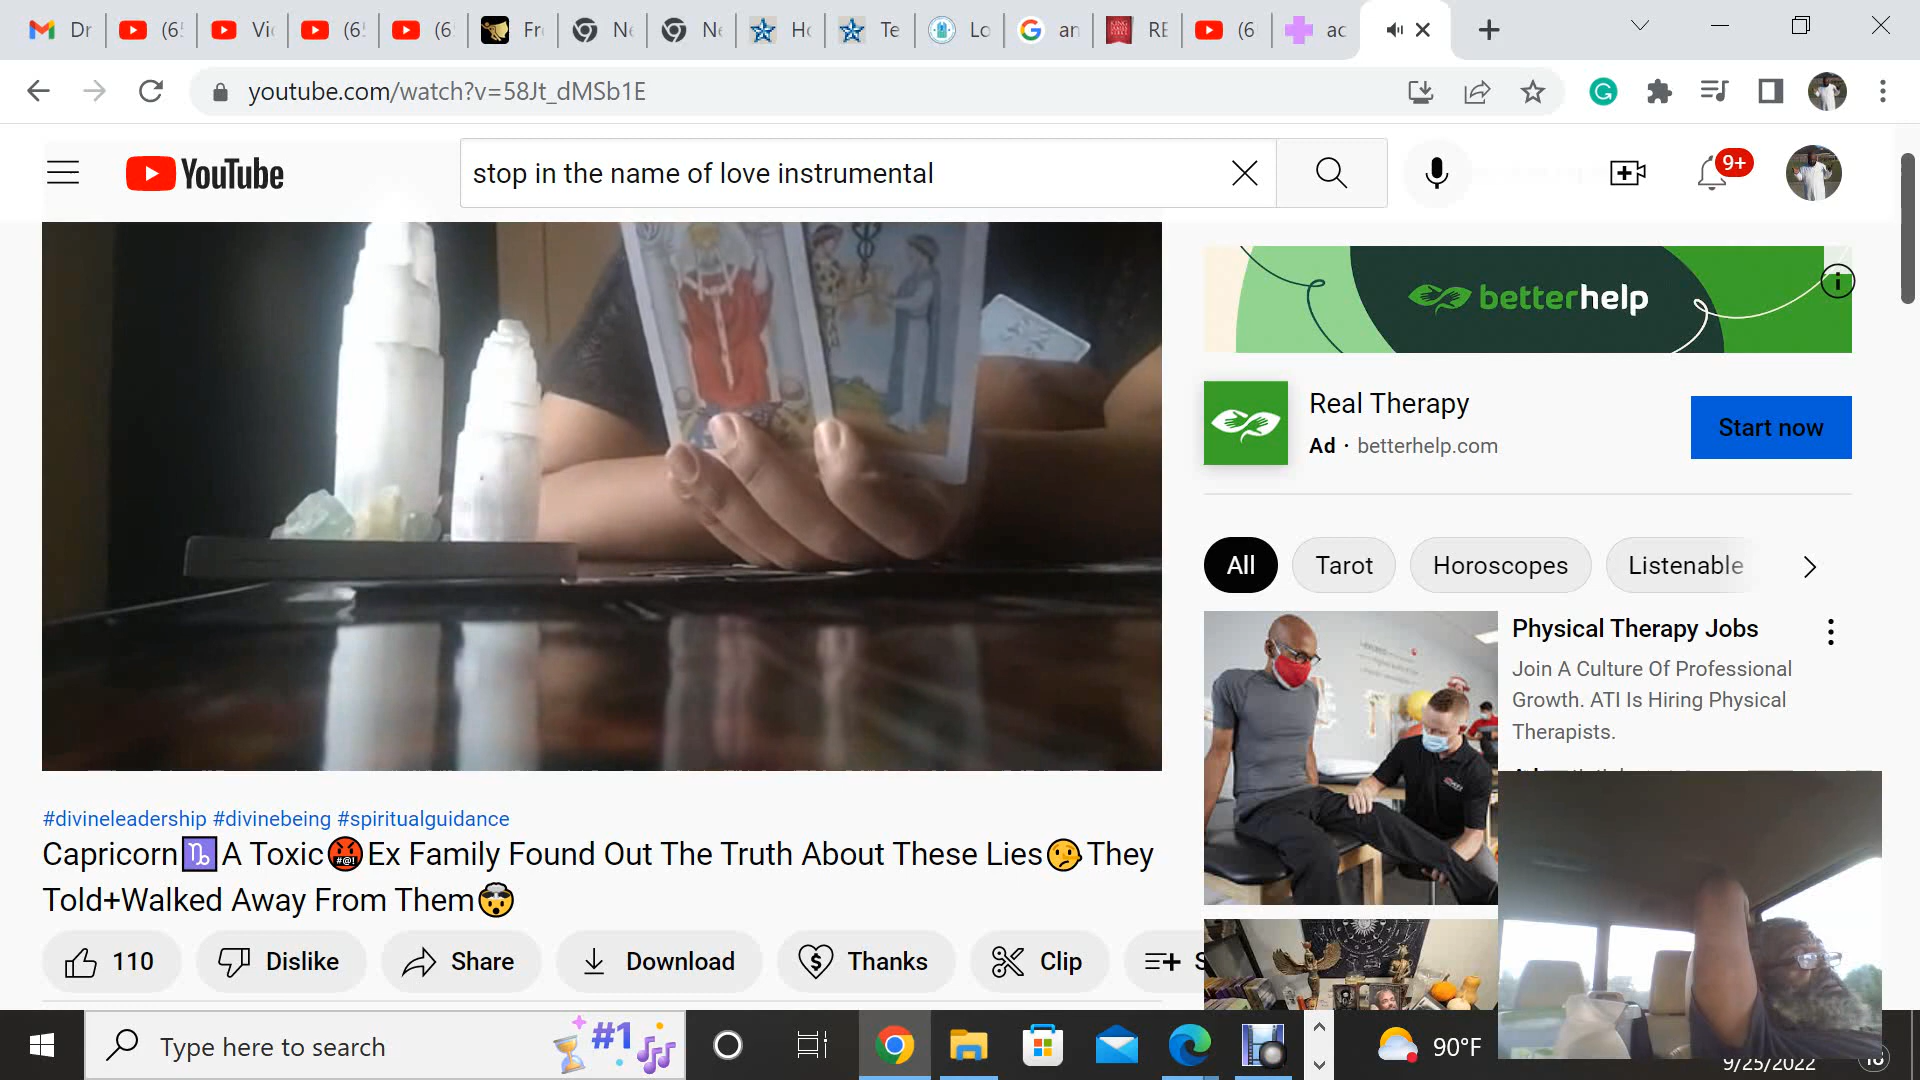 Dr
(6
Vi
(6
(6
Fr
Ne
Ne
Ho
Te
Lo
an
RE
(6
ac
youtube.com/watch?v=58Jt_dMSb1E
YouTube
stop in the name of love instrumental
9+
betterhelp
Real Therapy
Ad · betterhelp.com
Start now
All
Tarot
Horoscopes
Listenable
Physical Therapy Jobs
Join A Culture Of Professional
Growth. ATI Is Hiring Physical
Therapists.
#divineleadership #divinebeing #spiritualguidance
Capricorn♑A Toxic🤬Ex Family Found Out The Truth About These Lies🤥They
Told+Walked Away From Them🤯
110
Dislike
Share
Download
Thanks
Clip
S
Type here to search
#1
90°F
9/25/2022